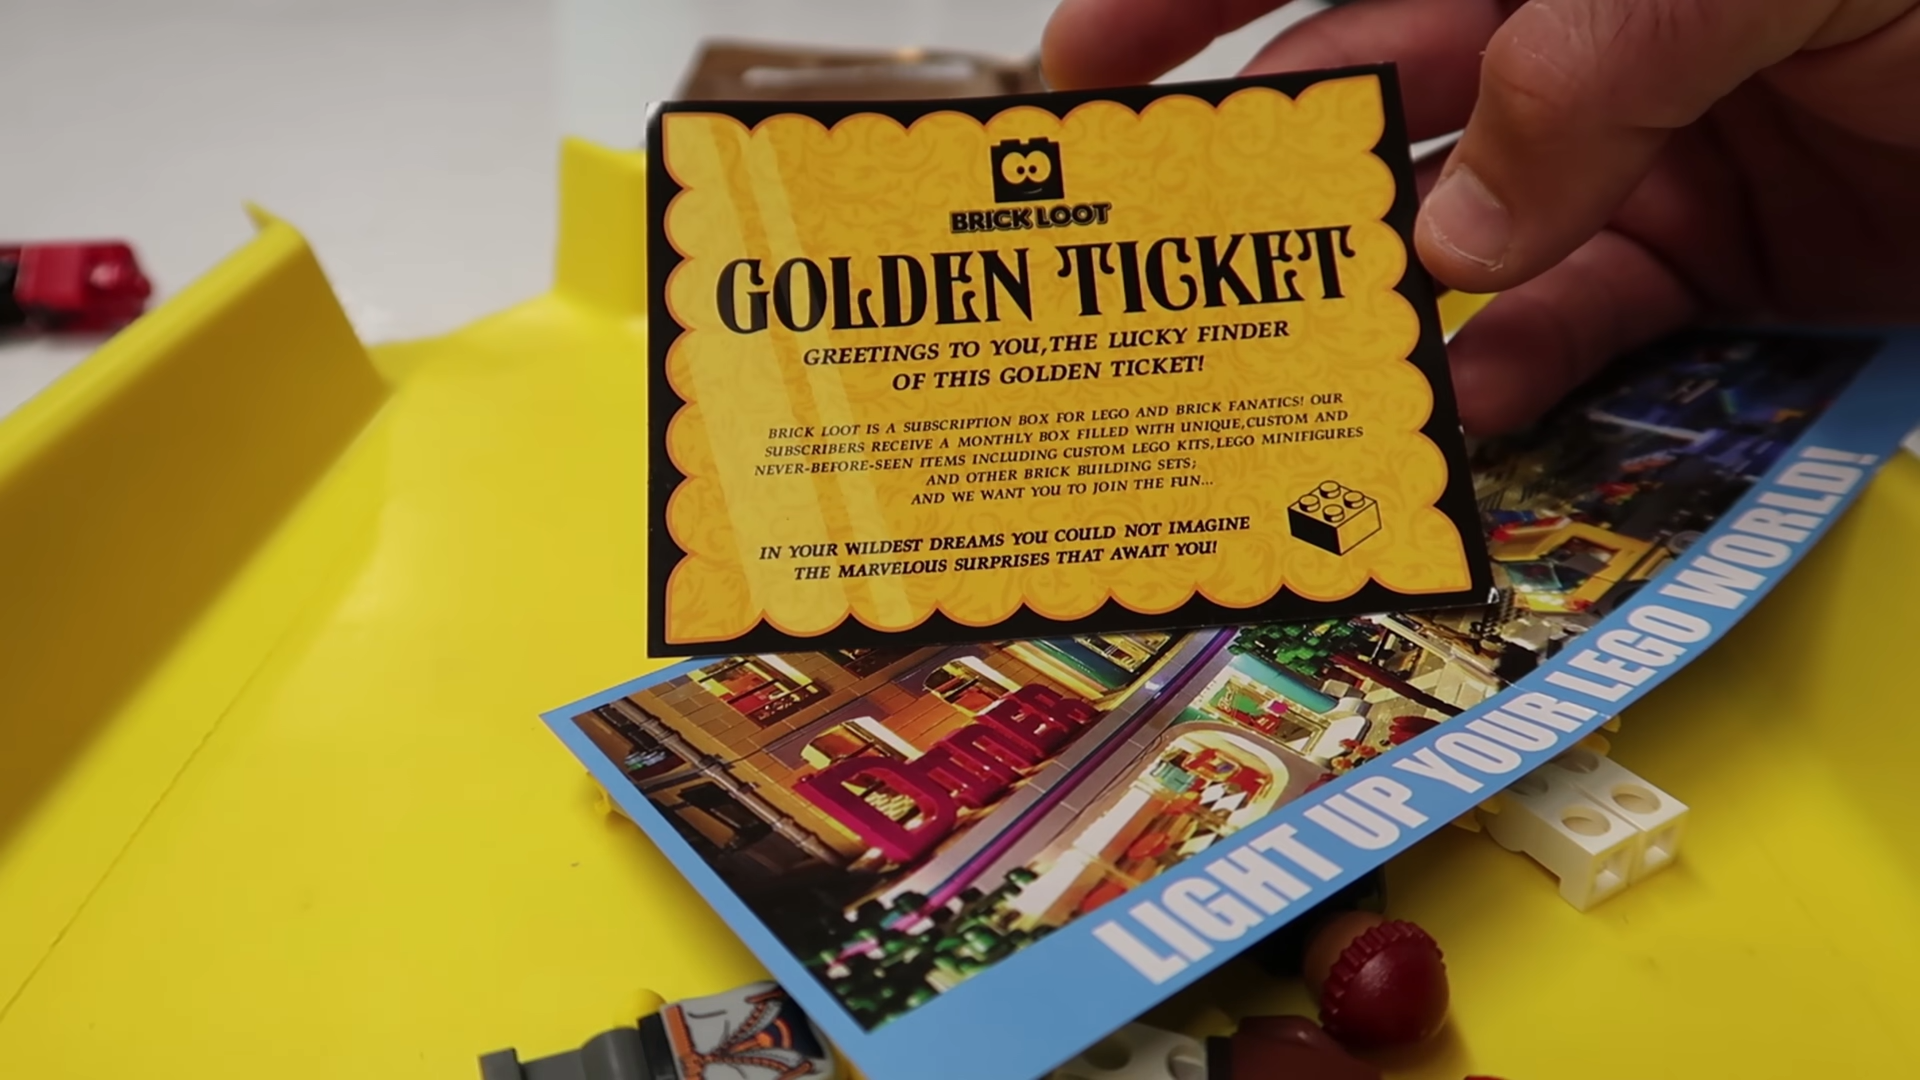 BRICK LOOT
GOLDEN TICKET
GREETINGS TO YOU,THE LUCKY FINDER
OF THIS GOLDEN TICKET!
BRICK LOOT IS A SUBSCRIPTION BOX FOR LEGO AND BRICK FANATICS! OUR
SUBSCRIBERS RECEIVE A MONTHLY BOX FILLED WITH UNIQUE,CUSTOM AND
NEVER-BEFORE-SEEN ITEMS INCLUDING CUSTOM LEGO KITS,LEGO MINIFIGURES
AND OTHER BRICK BUILDING SETS;
AND WE WANT YOU TO JOIN THE FUN...
IN YOUR WILDEST DREAMS YOU COULD NOT IMAGINE
THE MARVELOUS SURPRISES THAT AWAIT YOU!
DINER
LIGHT UP YOUR LEGO WORLD!